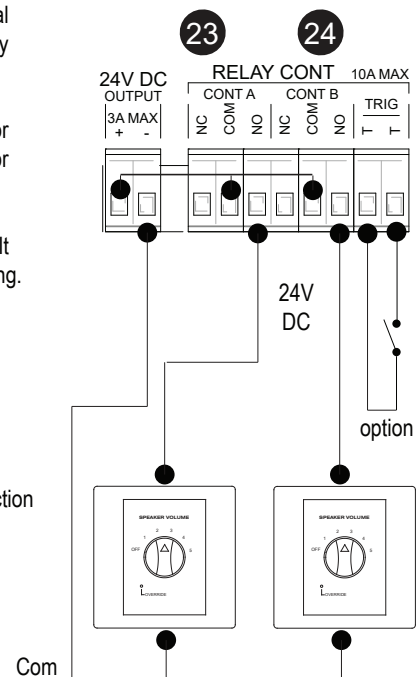 al
y
or
or
lt
ng.
ction
23 24
24V DC
OUTPUT
3A MAX
+ -
RELAY CONT 10A MAX
CONT A CONT B TRIG
NC COM NO NC COM NO T T
24V
DC
option
SPEAKER VOLUME
OFF 1 2 3 4 5
OVERRIDE
SPEAKER VOLUME
OFF 1 2 3 4 5
OVERRIDE
Com